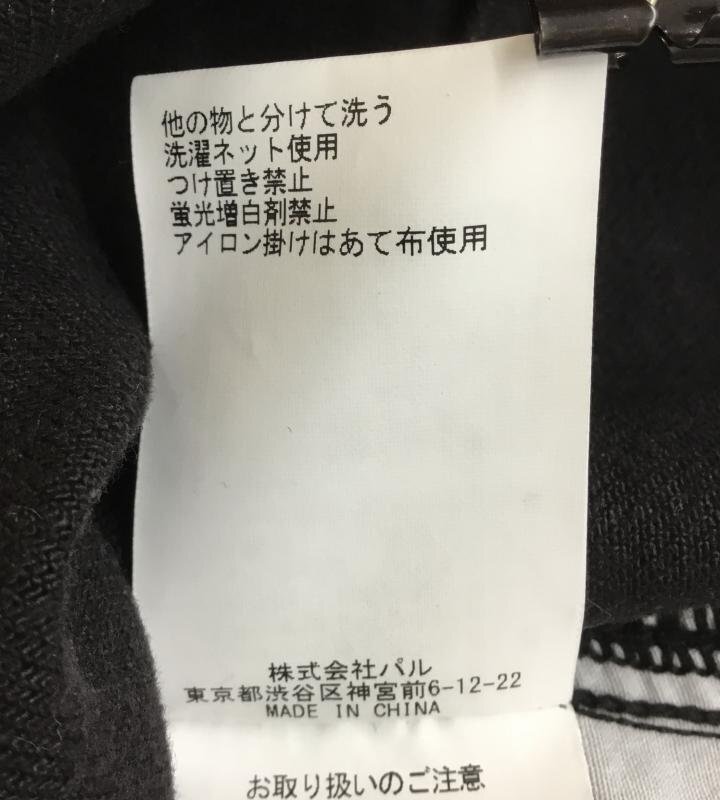 他の物と分けて洗う
洗濯ネット使用
つけ置き禁止
蛍光増白剤禁止
アイロン掛けはあて布使用
株式会社パル
東京都渋谷区神宮前6-12-22
MADE IN CHINA
お取り扱いのご注意